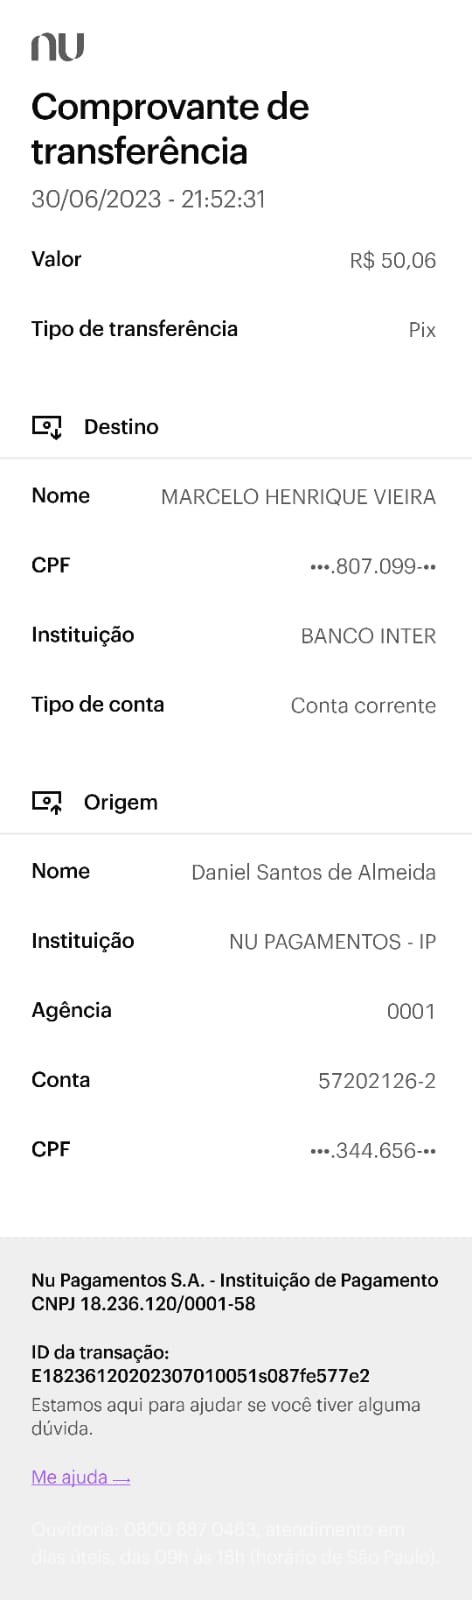 nu
Comprovante de
transferência
30/06/2023 - 21:52:31
Valor R$ 50,06
Tipo de transferência Pix
Destino
Nome MARCELO HENRIQUE VIEIRA
CPF •••.807.099-••
Instituição BANCO INTER
Tipo de conta Conta corrente
Origem
Nome Daniel Santos de Almeida
Instituição NU PAGAMENTOS - IP
Agência 0001
Conta 57202126-2
CPF •••.344.656-••
Nu Pagamentos S.A. - Instituição de Pagamento
CNPJ 18.236.120/0001-58
ID da transação:
E18236120202307010051s087fe577e2
Estamos aqui para ajudar se você tiver alguma
dúvida.
Me ajuda →
Ouvidoria: 0800 887 0463, atendimento em
dias úteis, das 09h às 18h (horário de São Paulo).